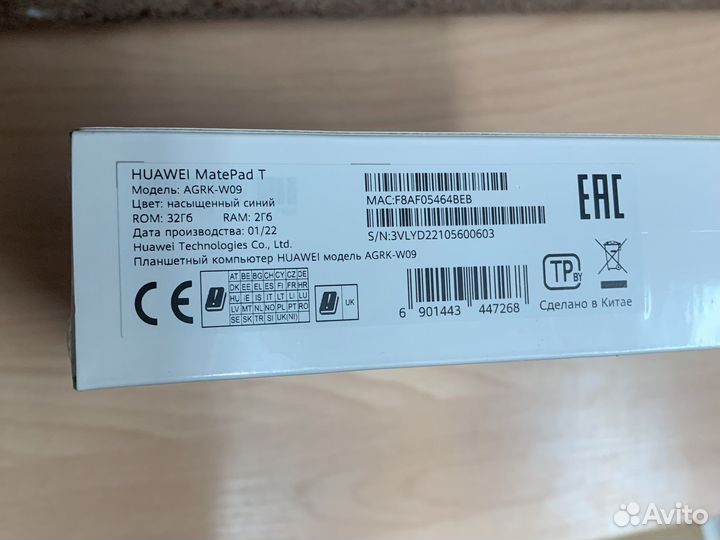 HUAWEI MatePad T
Модель: AGRK-W09
Цвет: насыщенный синий
ROM: 32Гб RAM: 2Гб
Дата производства: 01/22
Huawei Technologies Co., Ltd.
Планшетный компьютер HUAWEI модель AGRK-W09
MAC:F8AF05464BEB
S/N:3VLYD22105600603
EAC
CE
AT BE BG CH CY CZ DE
DK EE EL ES FI FR HR
HU IE IS IT LI LT LU
LV MT NL NO PL PT RO
SE SK TR SI UK(NI)
UK
6 901443 447268
TP BY
Сделано в Китае
Avito